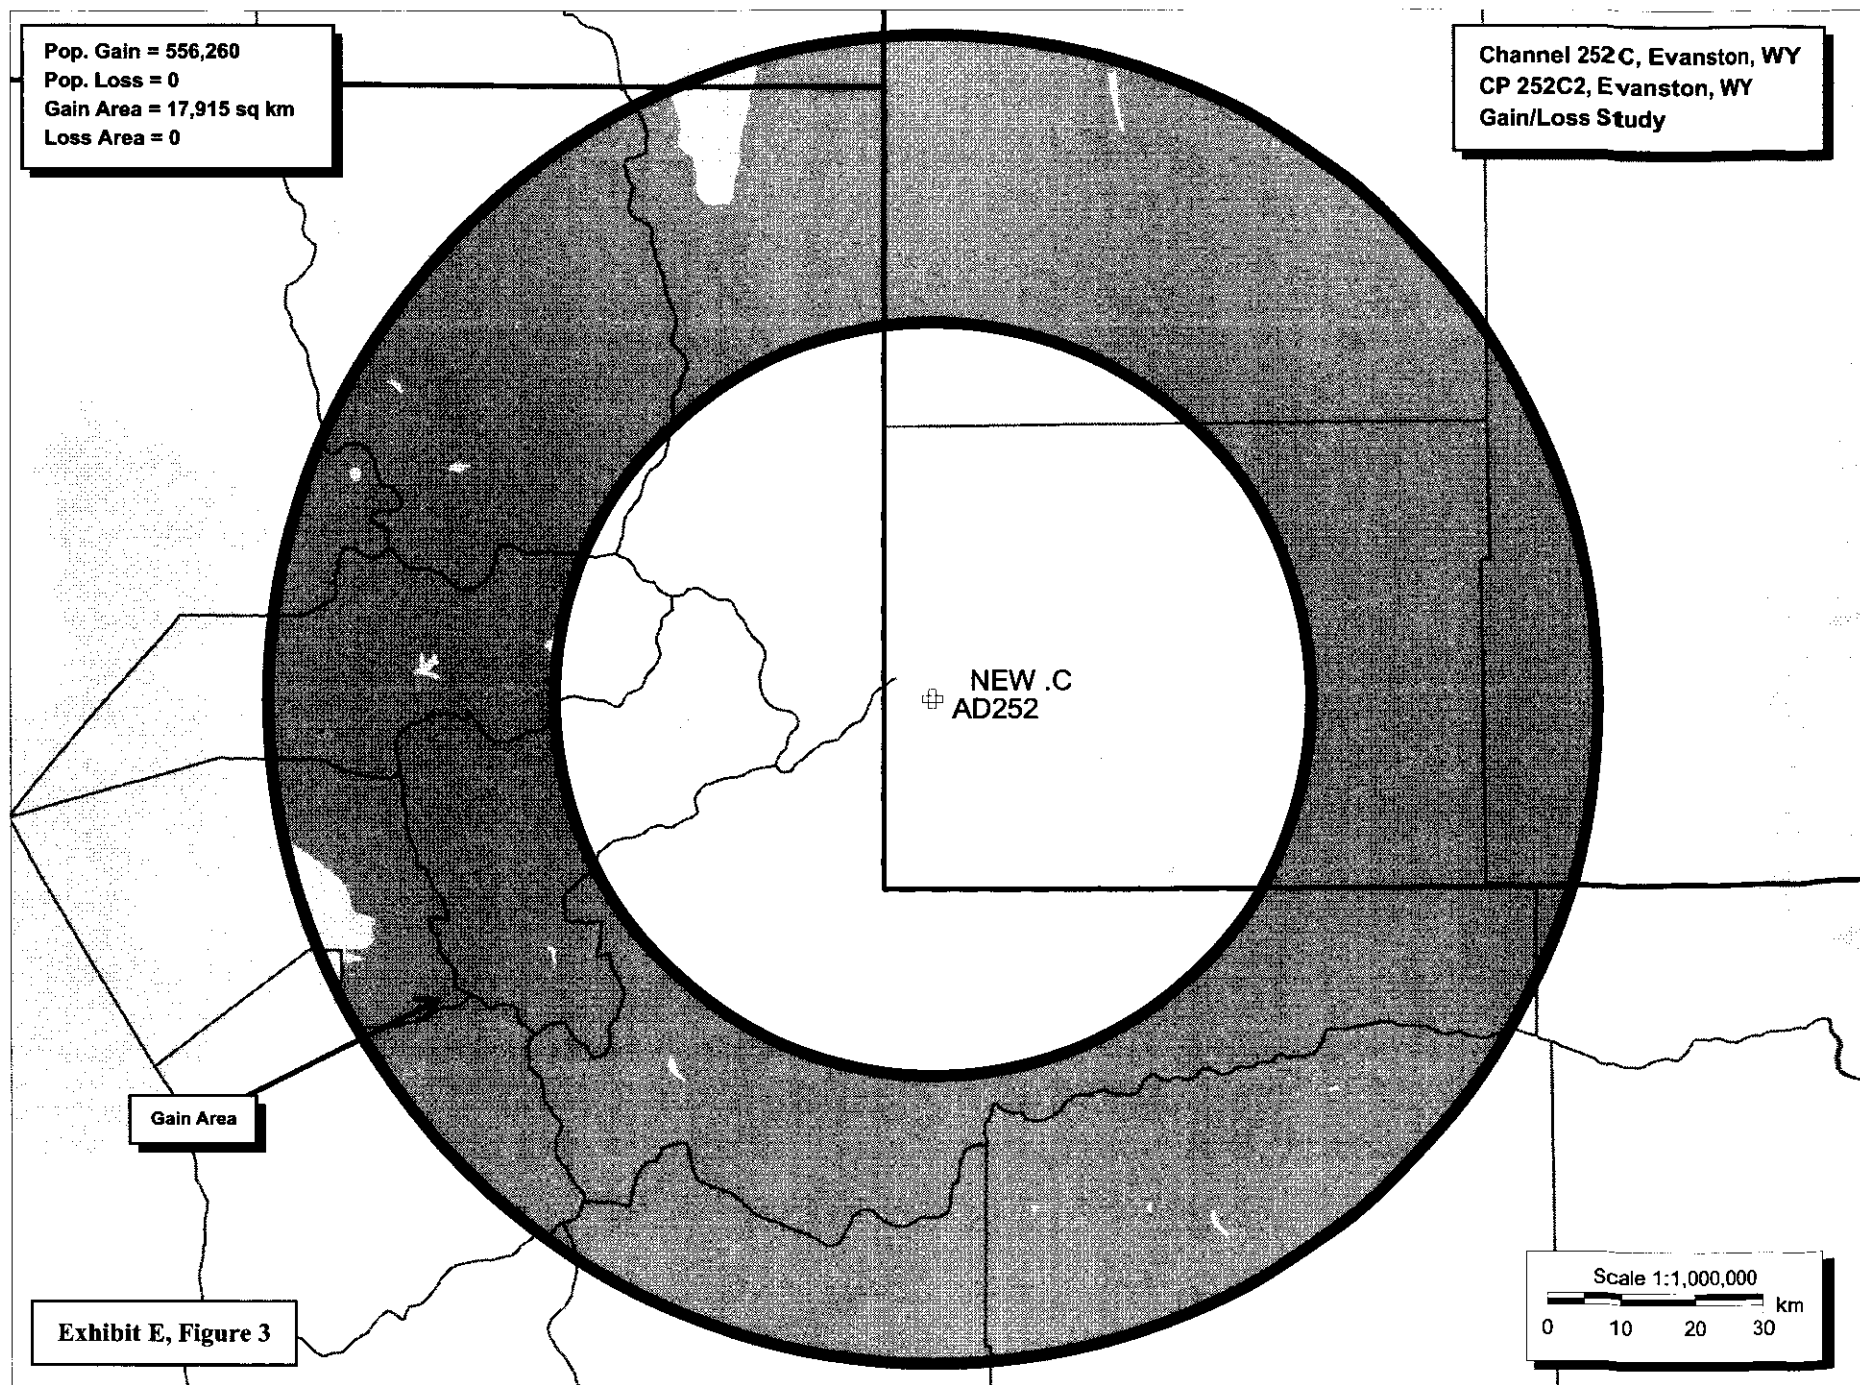 Pop. Gain = 556,260
Pop. Loss = 0
Gain Area = 17,915 sq km
Loss Area = 0
Channel 252C, Evanston, WY
CP 252C2, Evanston, WY
Gain/Loss Study
NEW .C
AD252
Gain Area
Exhibit E, Figure 3
Scale 1:1,000,000
km
0 10 20 30